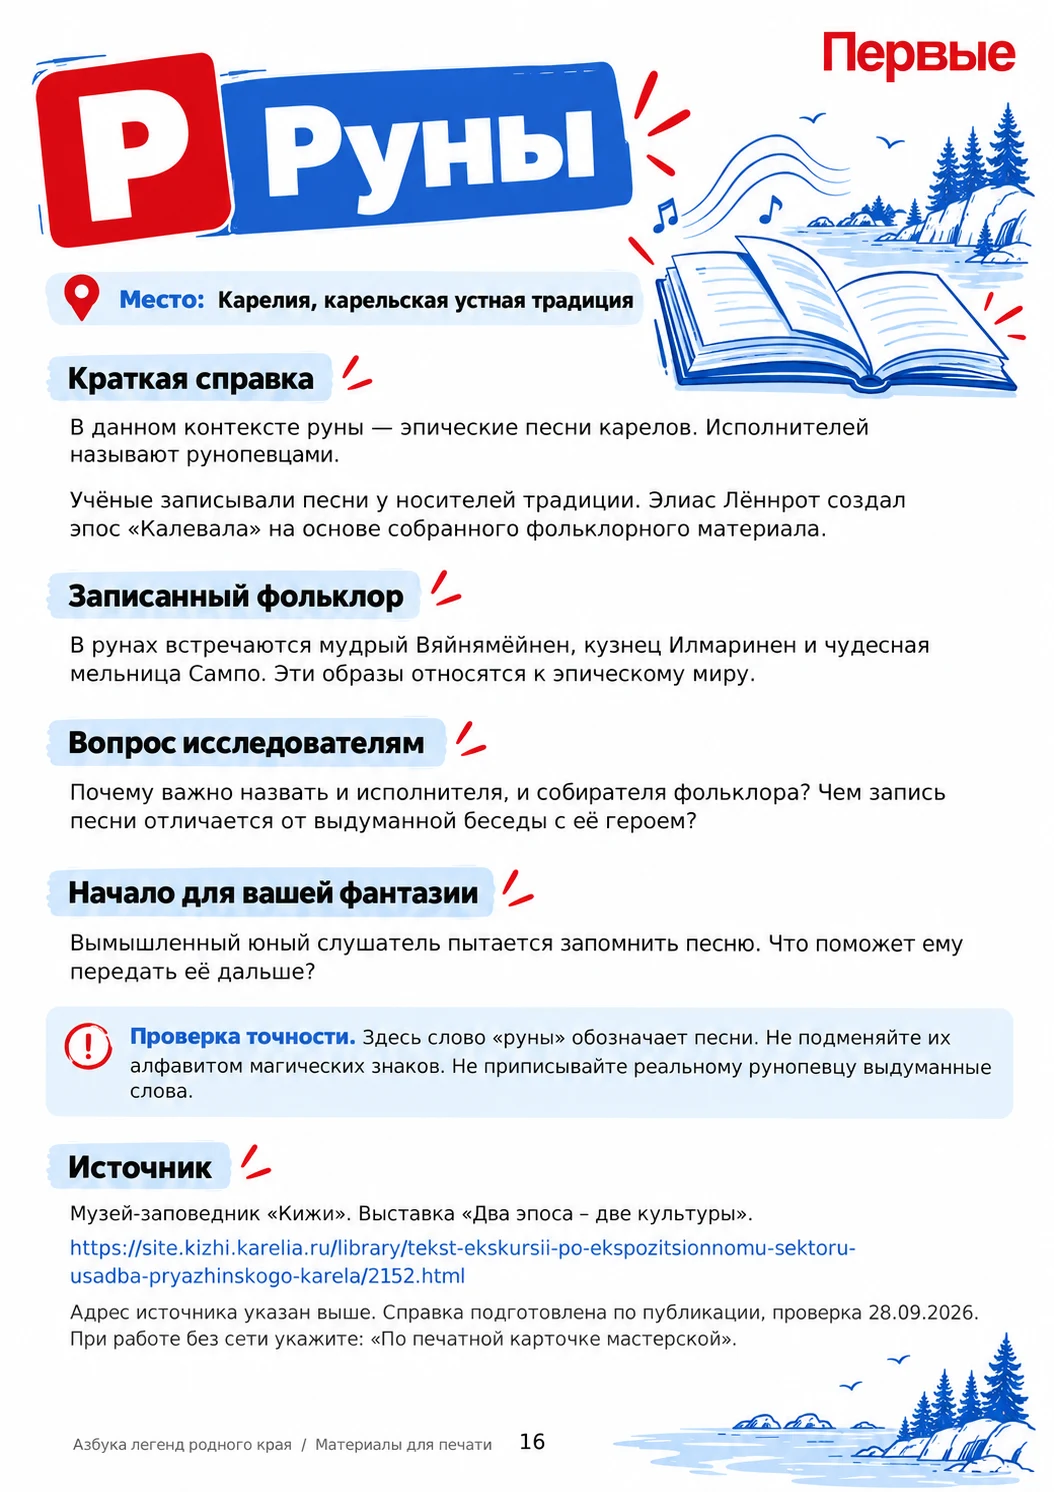 Первые
Р Руны
Место: Карелия, карельская устная традиция
Краткая справка
В данном контексте руны — эпические песни карелов. Исполнителей
называют рунопевцами.
Учёные записывали песни у носителей традиции. Элиас Лённрот создал
эпос «Калевала» на основе собранного фольклорного материала.
Записанный фольклор
В рунах встречаются мудрый Вяйнямёйнен, кузнец Илмаринен и чудесная
мельница Сампо. Эти образы относятся к эпическому миру.
Вопрос исследователям
Почему важно назвать и исполнителя, и собирателя фольклора? Чем запись
песни отличается от выдуманной беседы с её героем?
Начало для вашей фантазии
Вымышленный юный слушатель пытается запомнить песню. Что поможет ему
передать её дальше?
Проверка точности. Здесь слово «руны» обозначает песни. Не подменяйте их
алфавитом магических знаков. Не приписывайте реальному рунопевцу выдуманные
слова.
Источник
Музей-заповедник «Кижи». Выставка «Два эпоса – две культуры».
https://site.kizhi.karelia.ru/library/tekst-ekskursii-po-ekspozitsionnomu-sektoru-
usadba-pryazhinskogo-karela/2152.html
Адрес источника указан выше. Справка подготовлена по публикации, проверка 28.09.2026.
При работе без сети укажите: «По печатной карточке мастерской».
Азбука легенд родного края / Материалы для печати 16